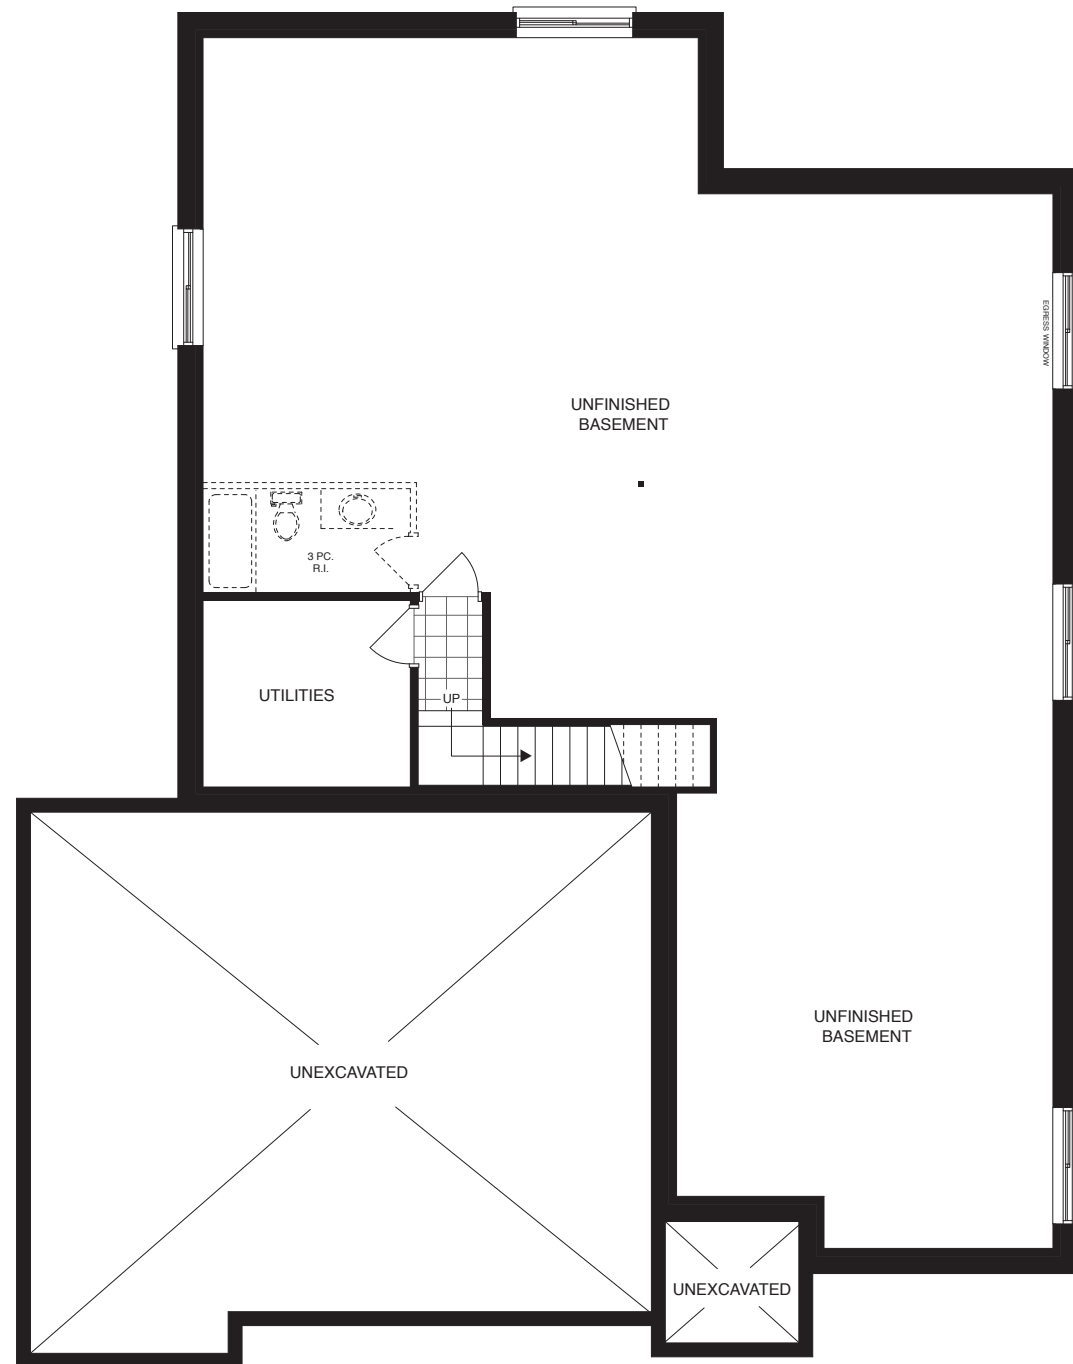 EGRESS WINDOW
UNFINISHED
BASEMENT
3 PC.
R.I.
UTILITIES
UP
UNFINISHED
BASEMENT
UNEXCAVATED
UNEXCAVATED